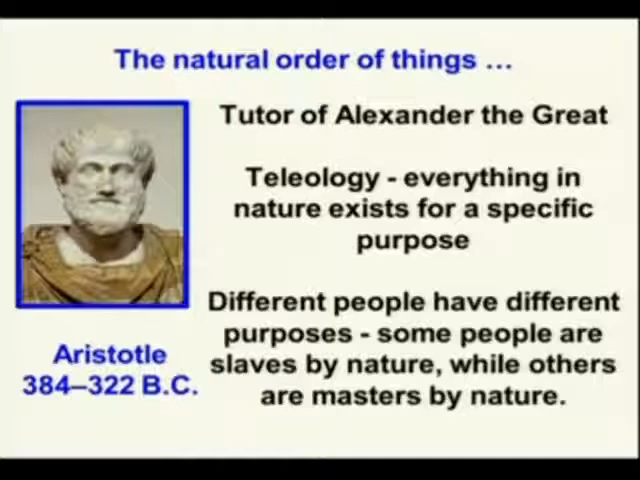 The natural order of things ...
Tutor of Alexander the Great
Teleology - everything in
nature exists for a specific
purpose
Different people have different
purposes - some people are
slaves by nature, while others
are masters by nature.
Aristotle
384–322 B.C.